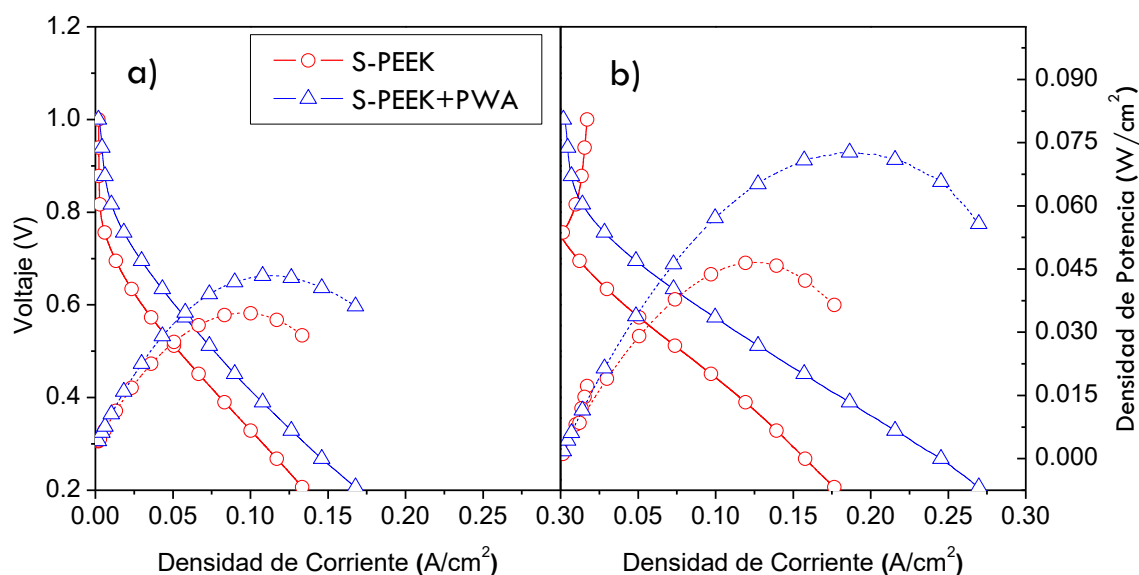 1.2
1.0
0.8
0.6
0.4
0.2
Voltaje (V)
a)
S-PEEK
S-PEEK+PWA
b)
0.090
0.075
0.060
0.045
0.030
0.015
0.000
Densidad de Potencia (W/cm²)
0.00 0.05 0.10 0.15 0.20 0.25 0.30 0.05 0.10 0.15 0.20 0.25 0.30
Densidad de Corriente (A/cm²) Densidad de Corriente (A/cm²)